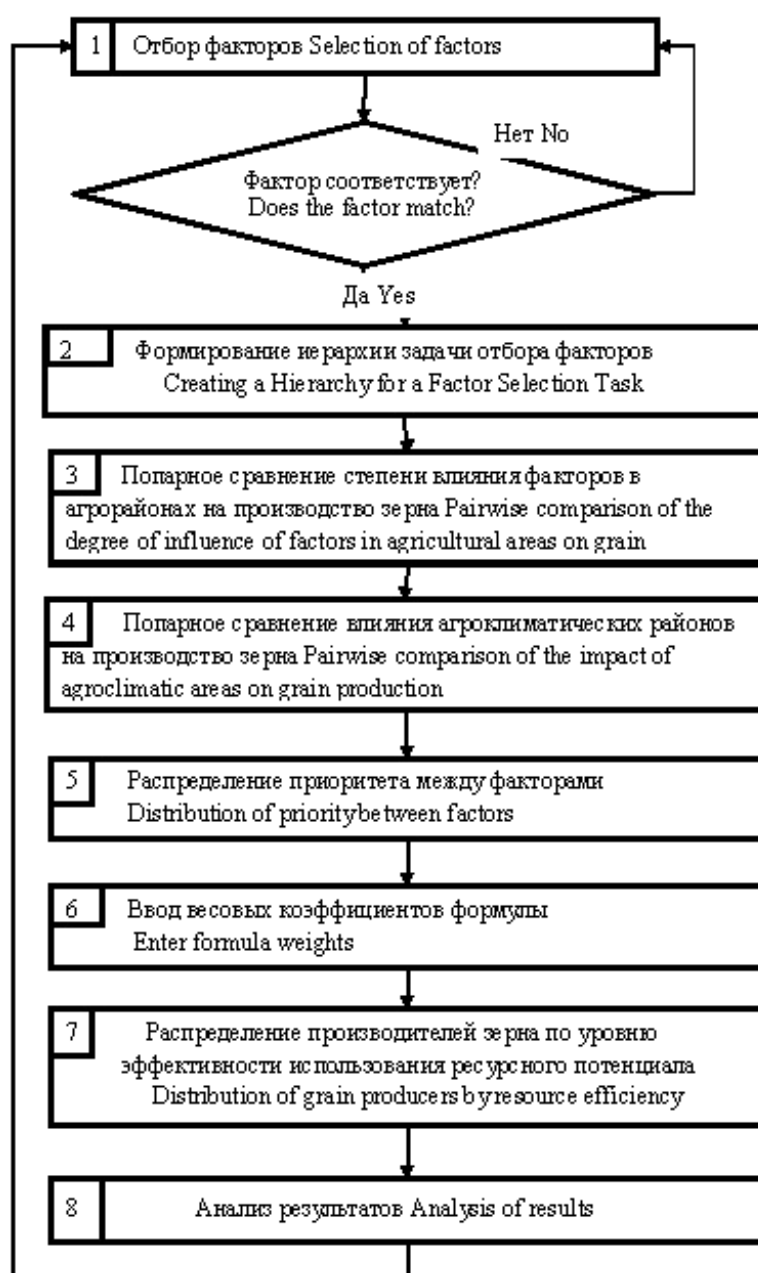 1 Отбор факторов Selection of factors
Нет No
Фактор соответствует?
Does the factor match?
Да Yes
2 Формирование иерархии задачи отбора факторов
Creating a Hierarchy for a Factor Selection Task
3 Попарное сравнение степени влияния факторов в
агрорайонах на производство зерна Pairwise comparison of the
degree of influence of factors in agricultural areas on grain
4 Попарное сравнение влияния агроклиматических районов
на производство зерна Pairwise comparison of the impact of
agroclimatic areas on grain production
5 Распределение приоритета между факторами
Distribution of priority between factors
6 Ввод весовых коэффициентов формулы
Enter formula weights
7 Распределение производителей зерна по уровню
эффективности использования ресурсного потенциала
Distribution of grain producers by resource efficiency
8 Анализ результатов Analysis of results